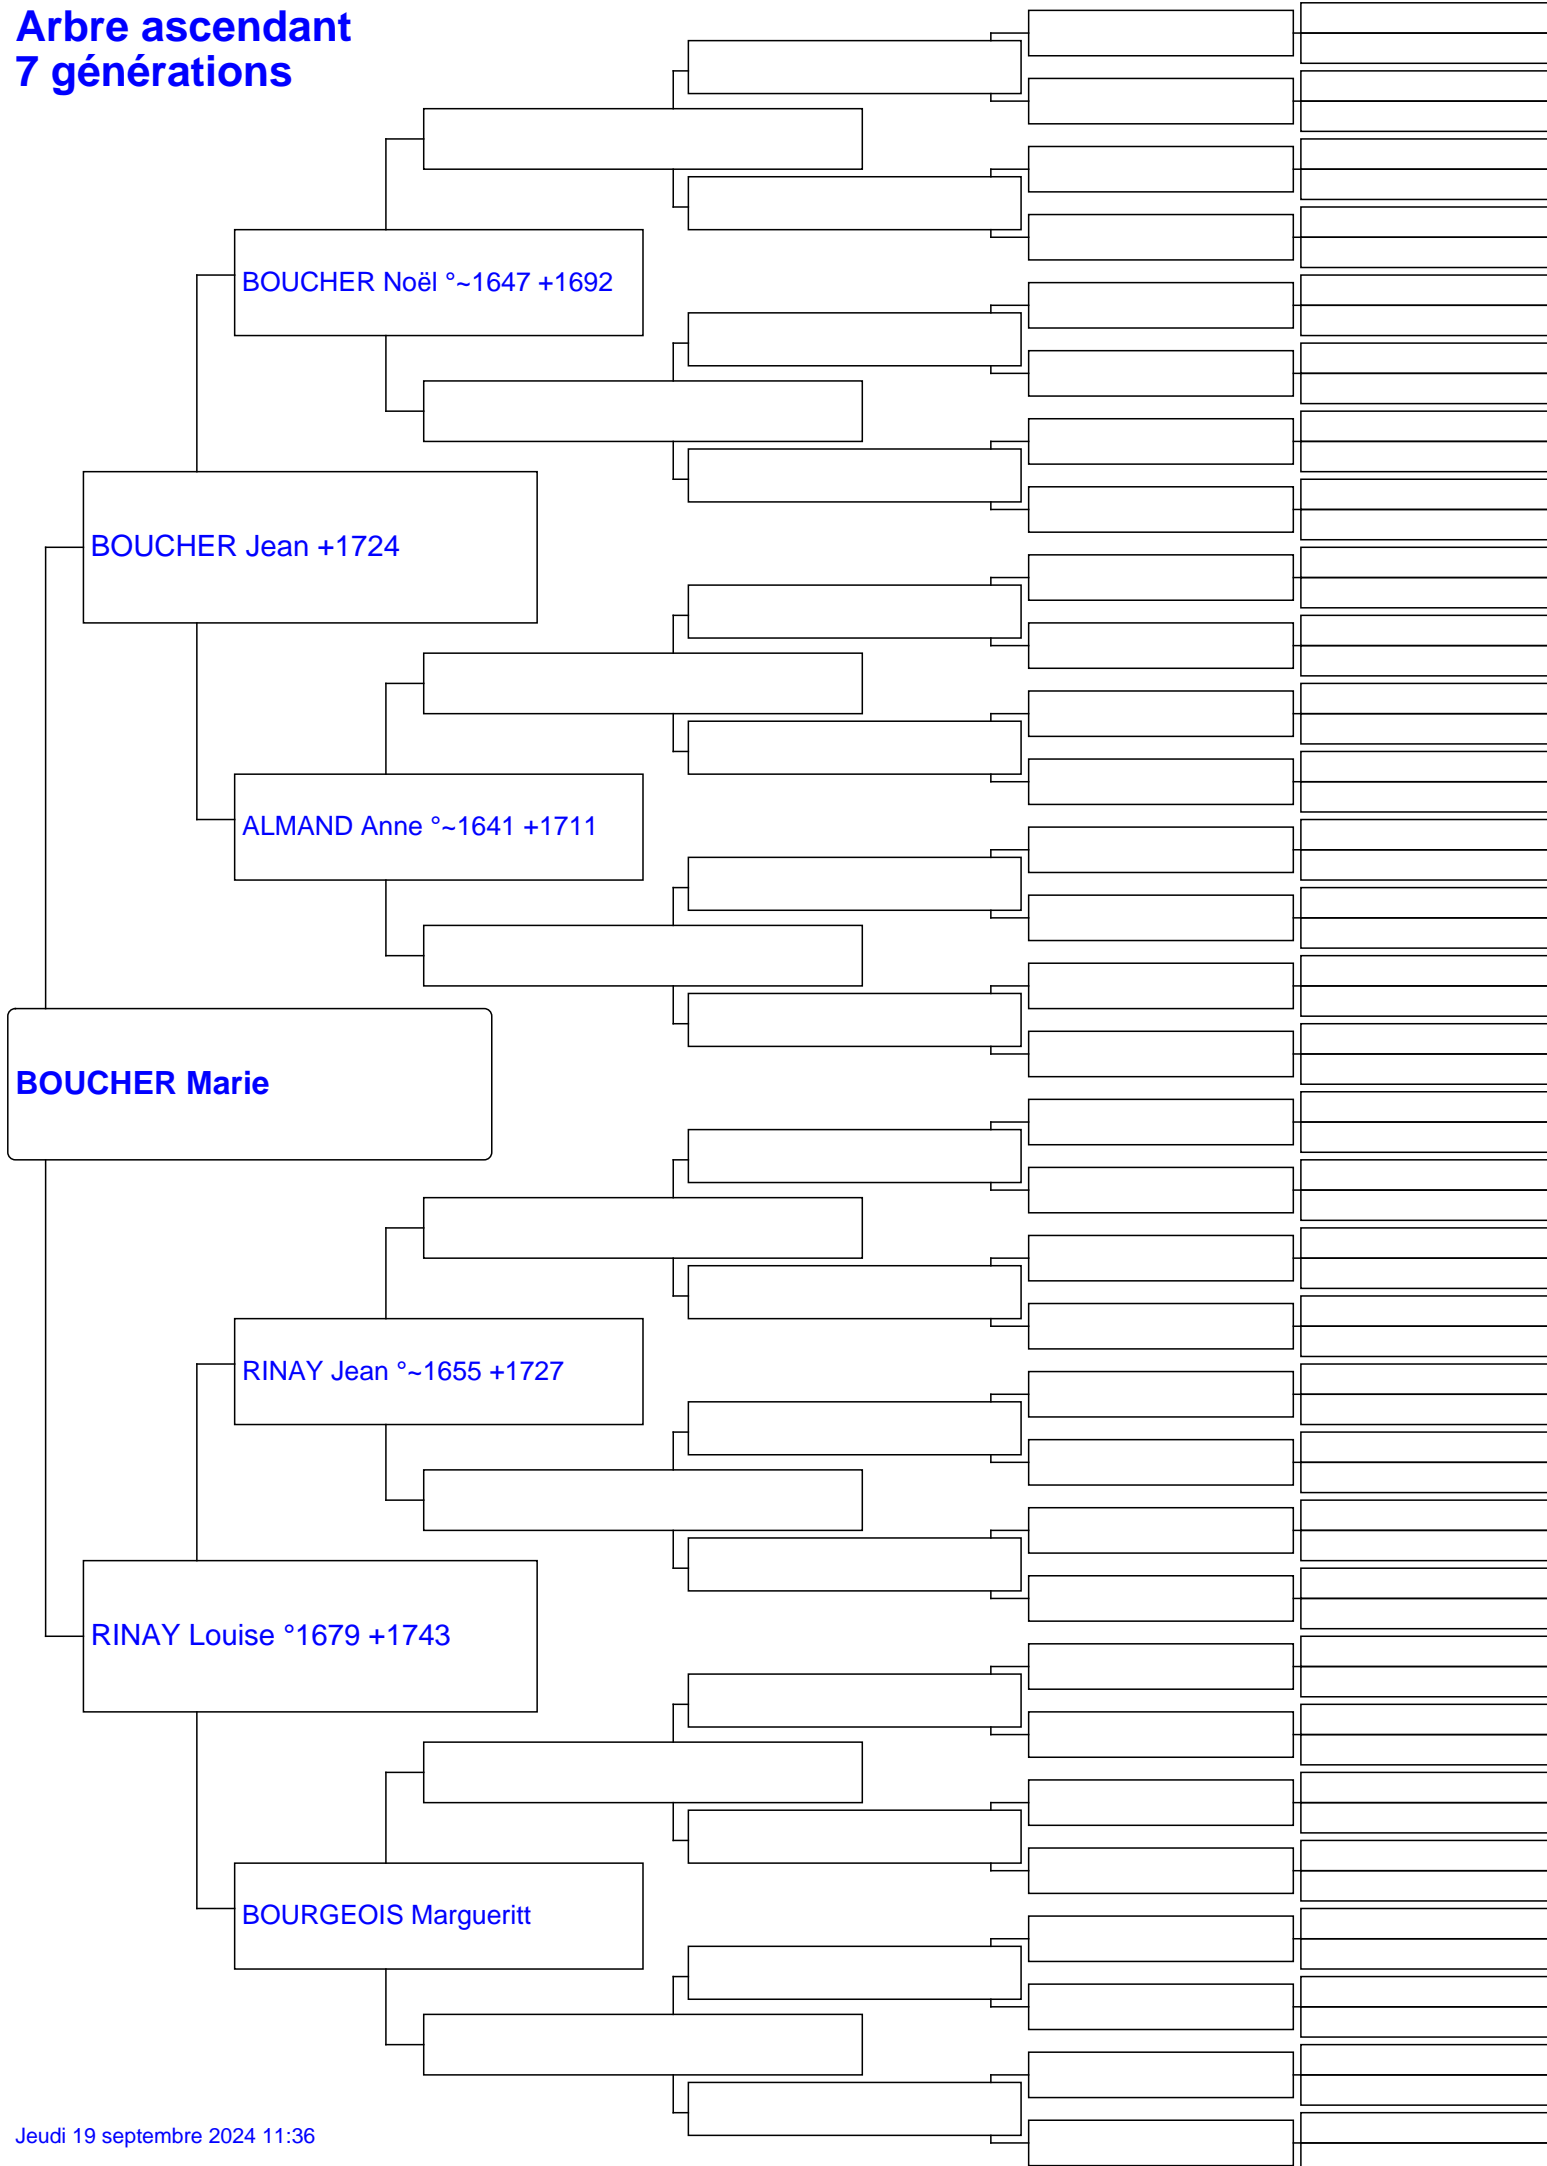 Arbre ascendant
7 générations
BOUCHER Noël °~1647 +1692
BOUCHER Jean +1724
ALMAND Anne °~1641 +1711
BOUCHER Marie
RINAY Jean °~1655 +1727
RINAY Louise °1679 +1743
BOURGEOIS Margueritt
Jeudi 19 septembre 2024 11:36